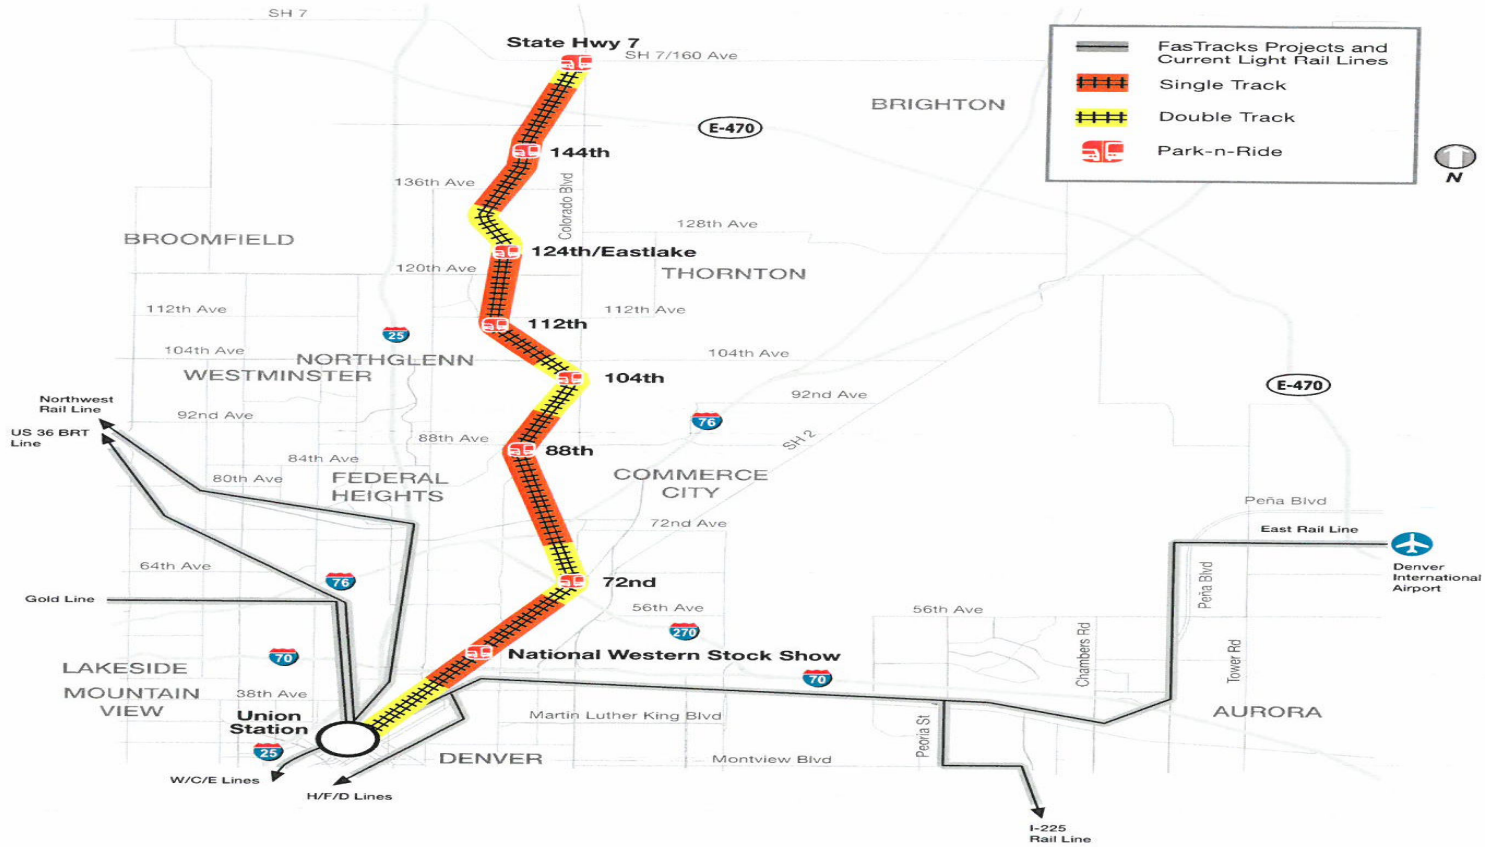 SH 7
State Hwy 7
SH 7/160 Ave
FasTracks Projects and
Current Light Rail Lines
Single Track
Double Track
Park-n-Ride
N
BRIGHTON
E-470
144th
136th Ave
Colorado Blvd
128th Ave
BROOMFIELD
124th/Eastlake
120th Ave
THORNTON
112th Ave
112th
112th Ave
25
104th Ave
NORTHGLENN
WESTMINSTER
104th Ave
104th
E-470
92nd Ave
Northwest
Rail Line
US 36 BRT
Line
92nd Ave
76
88th Ave
88th
SH 2
84th Ave
80th Ave
FEDERAL
HEIGHTS
COMMERCE
CITY
72nd Ave
Peña Blvd
East Rail Line
Denver
International
Airport
64th Ave
76
72nd
Peña Blvd
Gold Line
56th Ave
56th Ave
270
70
National Western Stock Show
70
Chambers Rd
Tower Rd
LAKESIDE
MOUNTAIN
VIEW
38th Ave
Union
Station
Martin Luther King Blvd
Peoria St
AURORA
25
DENVER
Montview Blvd
W/C/E Lines
H/F/D Lines
I-225
Rail Line